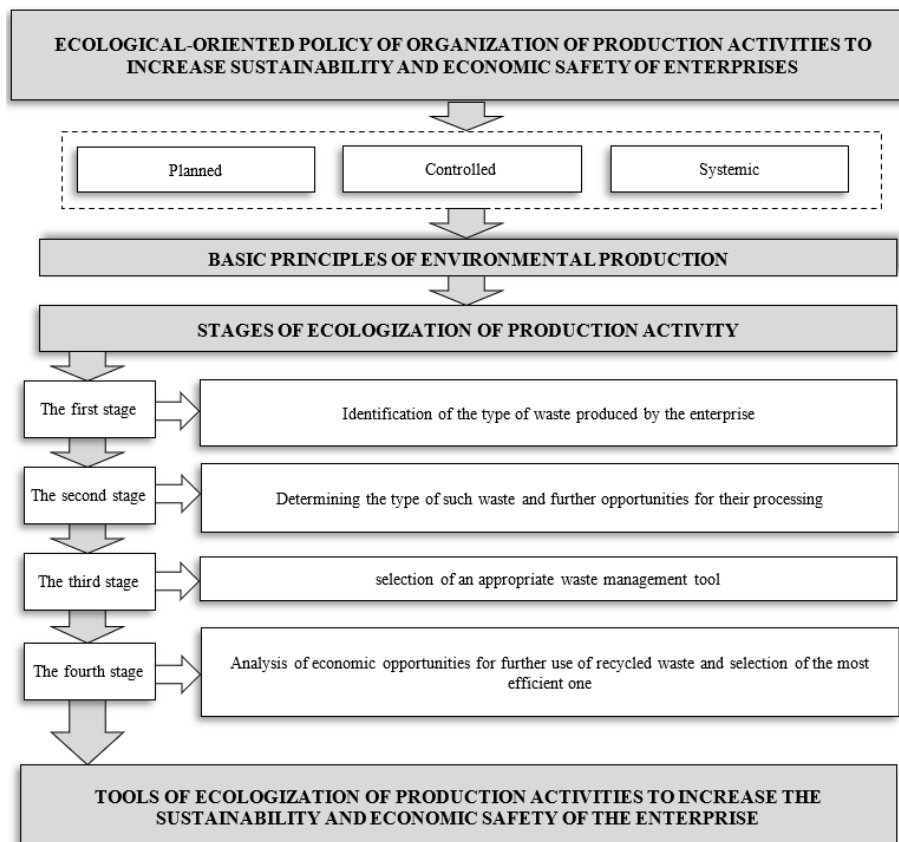 ECOLOGICAL-ORIENTED POLICY OF ORGANIZATION OF PRODUCTION ACTIVITIES TO
INCREASE SUSTAINABILITY AND ECONOMIC SAFETY OF ENTERPRISES
Planned
Controlled
Systemic
BASIC PRINCIPLES OF ENVIRONMENTAL PRODUCTION
STAGES OF ECOLOGIZATION OF PRODUCTION ACTIVITY
The first stage
Identification of the type of waste produced by the enterprise
The second stage
Determining the type of such waste and further opportunities for their processing
The third stage
selection of an appropriate waste management tool
The fourth stage
Analysis of economic opportunities for further use of recycled waste and selection of the most
efficient one
TOOLS OF ECOLOGIZATION OF PRODUCTION ACTIVITIES TO INCREASE THE
SUSTAINABILITY AND ECONOMIC SAFETY OF THE ENTERPRISE